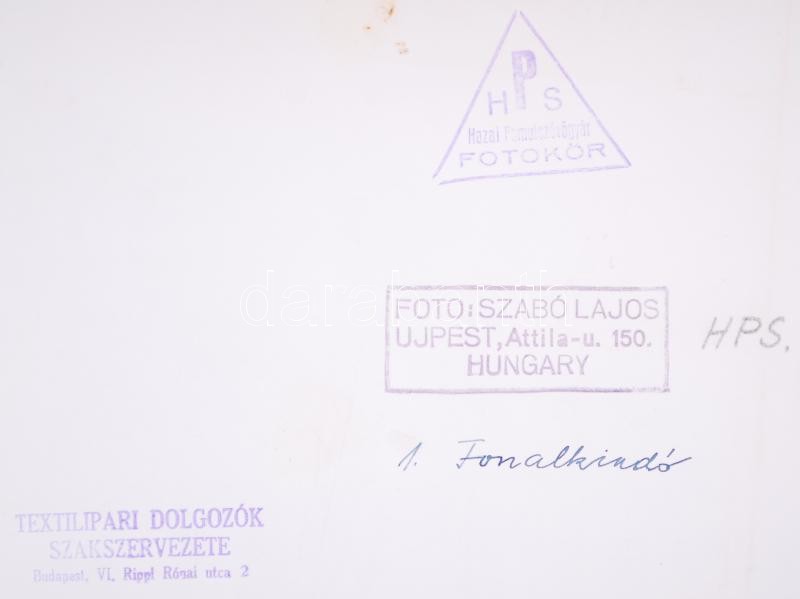 P
H S
Hazai Pamutszövőgyár
FOTOKÖR
FOTO: SZABÓ LAJOS
UJPEST, Attila-u. 150.
HUNGARY
HPS.
1. Fonalkindó
TEXTILIPARI DOLGOZÓK
SZAKSZERVEZETE
Budapest, VI. Rippl Rónai utca 2